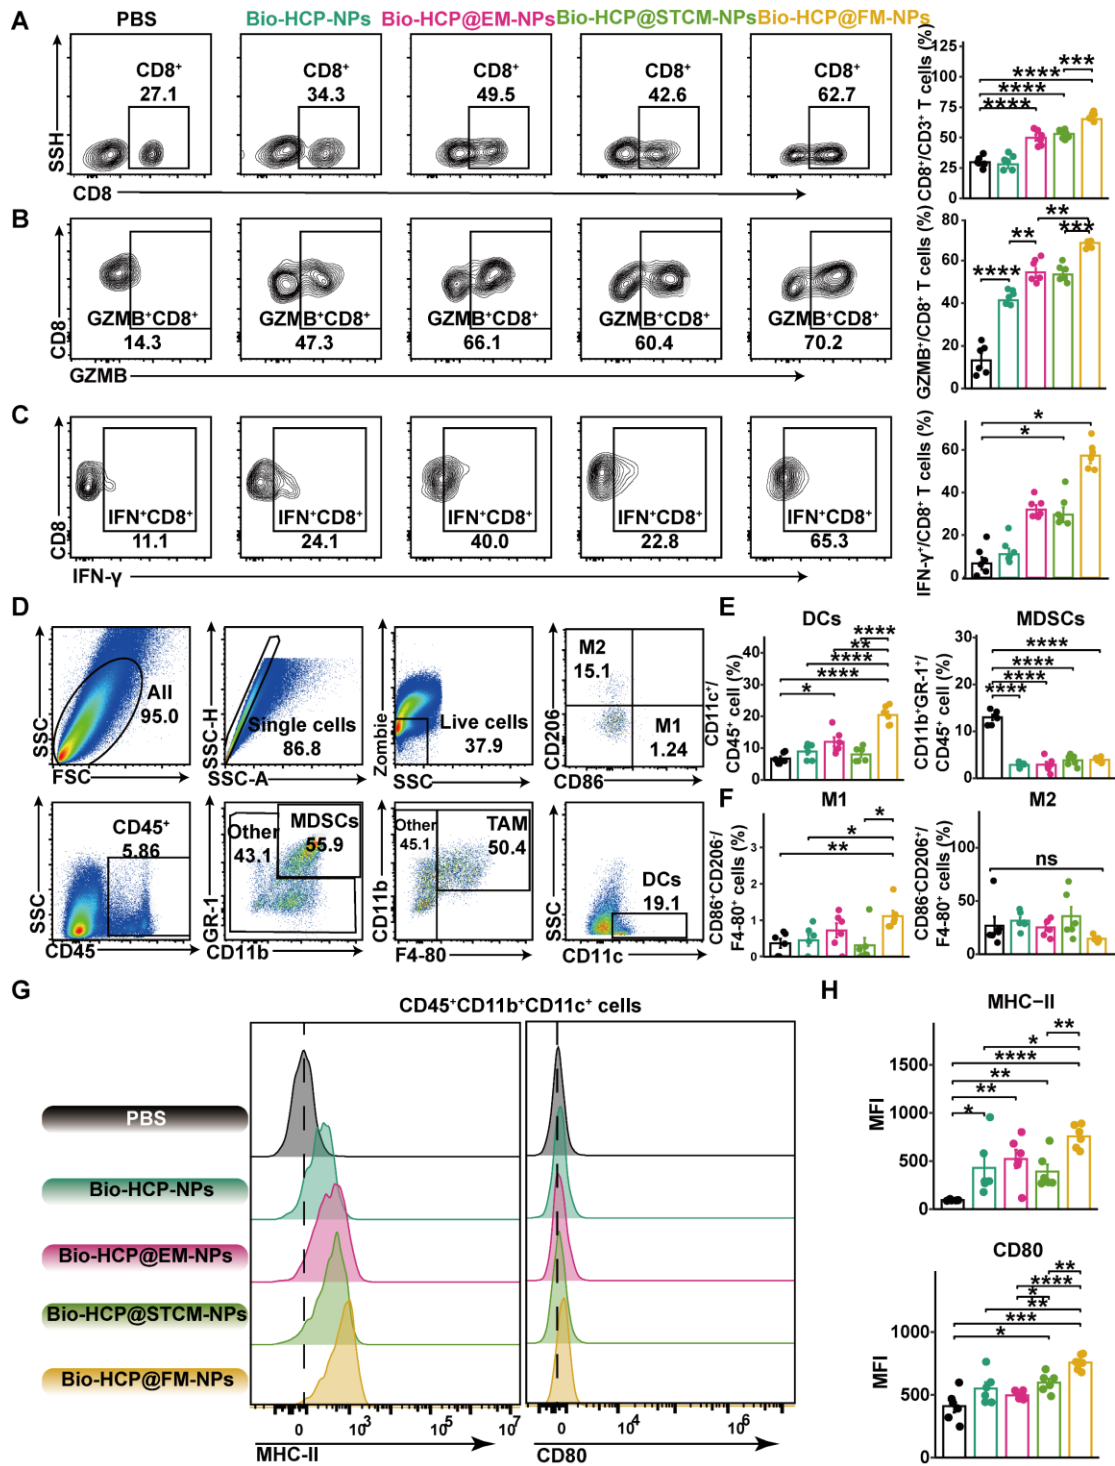 A PBS Bio-HCP-NPs Bio-HCP@EM-NPs Bio-HCP@STCM-NPs Bio-HCP@FM-NPs
SSH
CD8⁺
27.1
CD8⁺
34.3
CD8⁺
49.5
CD8⁺
42.6
CD8⁺
62.7
CD8
CD8⁺/CD3⁺ T cells (%)
125
100
75
50
25
0
****
***
****
****
B
CD8
GZMB⁺CD8⁺
14.3
GZMB⁺CD8⁺
47.3
GZMB⁺CD8⁺
66.1
GZMB⁺CD8⁺
60.4
GZMB⁺CD8⁺
70.2
GZMB
GZMB⁺/CD8⁺ T cells (%)
80
60
40
20
0
**
**
***
****
C
CD8
IFN⁺CD8⁺
11.1
IFN⁺CD8⁺
24.1
IFN⁺CD8⁺
40.0
IFN⁺CD8⁺
22.8
IFN⁺CD8⁺
65.3
IFN-γ
IFN-γ⁺/CD8⁺ T cells (%)
60
40
20
0
*
*
D
SSC
All
95.0
FSC
SSC-H
Single cells
86.8
SSC-A
Zombie
Live cells
37.9
SSC
CD206
M2
15.1
M1
1.24
CD86
SSC
CD45⁺
5.86
CD45
GR-1
Other
43.1
MDSCs
55.9
CD11b
CD11b
Other
45.1
TAM
50.4
F4-80
SSC
DCs
19.1
CD11c
E
DCs
CD11c⁺/
CD45⁺ cell (%)
40
30
20
10
0
****
**
****
****
*
MDSCs
CD11b⁺GR-1⁺/
CD45⁺ cell (%)
30
20
10
0
****
****
****
****
F
M1
CD86⁺CD206⁻/
F4-80⁺ cells (%)
3
2
1
0
*
*
**
M2
CD86⁻CD206⁺/
F4-80⁺ cells (%)
100
50
0
ns
G
CD45⁺CD11b⁺CD11c⁺ cells
PBS
Bio-HCP-NPs
Bio-HCP@EM-NPs
Bio-HCP@STCM-NPs
Bio-HCP@FM-NPs
0 10³ 10⁵ 10⁷
MHC-II
0 10⁴ 10⁶
CD80
H
MHC-II
MFI
1500
1000
500
0
**
*
****
**
**
*
CD80
MFI
1000
500
0
**
****
*
**
***
*